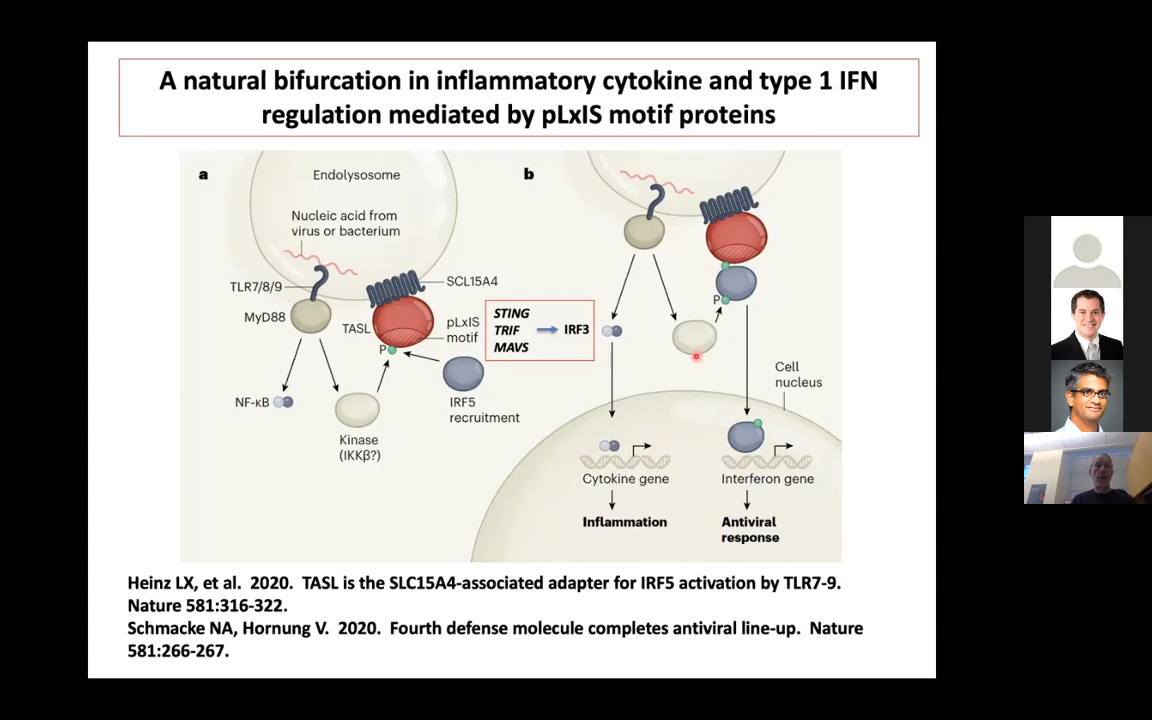 A natural bifurcation in inflammatory cytokine and type 1 IFN
regulation mediated by pLxIS motif proteins
a
Endolysosome
Nucleic acid from
virus or bacterium
TLR7/8/9
SCL15A4
MyD88
TASL
pLxIS
motif
P
NF-κB
IRF5
recruitment
Kinase
(IKKβ?)
STING
TRIF
MAVS
IRF3
b
P
Cell
nucleus
Cytokine gene
Interferon gene
Inflammation
Antiviral
response
Heinz LX, et al. 2020. TASL is the SLC15A4-associated adapter for IRF5 activation by TLR7-9.
Nature 581:316-322.
Schmacke NA, Hornung V. 2020. Fourth defense molecule completes antiviral line-up. Nature
581:266-267.